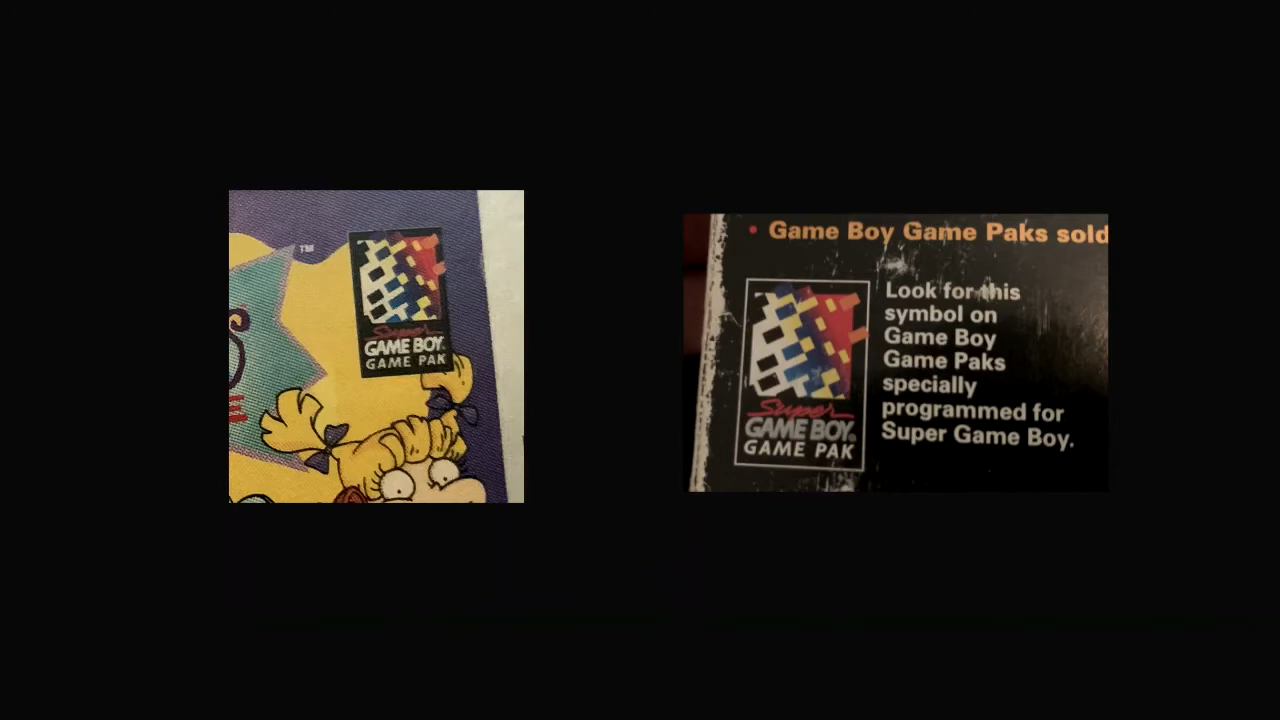 TM
Super
GAME BOY®
GAME PAK
• Game Boy Game Paks sold
Look for this
symbol on
Game Boy
Game Paks
specially
programmed for
Super Game Boy.
Super
GAME BOY®
GAME PAK